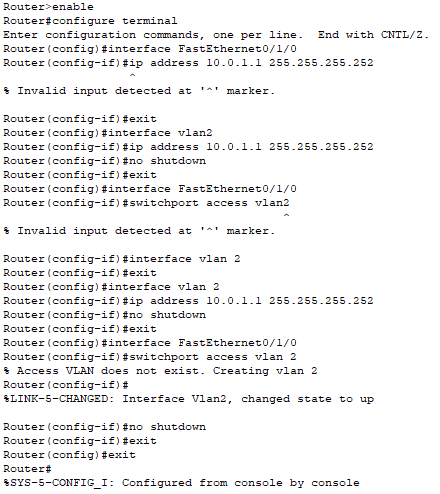 Router>enable
Router#configure terminal
Enter configuration commands, one per line.  End with CNTL/Z.
Router(config)#interface FastEthernet0/1/0
Router(config-if)#ip address 10.0.1.1 255.255.255.252
                   ^
% Invalid input detected at '^' marker.

Router(config-if)#exit
Router(config)#interface vlan2
Router(config-if)#ip address 10.0.1.1 255.255.255.252
Router(config-if)#no shutdown
Router(config-if)#exit
Router(config)#interface FastEthernet0/1/0
Router(config-if)#switchport access vlan2
                                        ^
% Invalid input detected at '^' marker.

Router(config-if)#interface vlan 2
Router(config-if)#exit
Router(config)#interface vlan 2
Router(config-if)#ip address 10.0.1.1 255.255.255.252
Router(config-if)#no shutdown
Router(config-if)#exit
Router(config)#interface FastEthernet0/1/0
Router(config-if)#switchport access vlan 2
% Access VLAN does not exist. Creating vlan 2
Router(config-if)#
%LINK-5-CHANGED: Interface Vlan2, changed state to up

Router(config-if)#no shutdown
Router(config-if)#exit
Router(config)#exit
Router#
%SYS-5-CONFIG_I: Configured from console by console